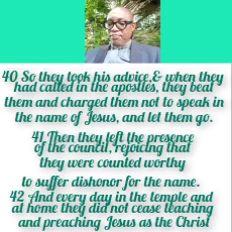 40 So they took his advice,& when they
had called in the apostles, they beat
them and charged them not to speak in
the name of Jesus, and let them go.
41 Then they left the presence
of the council, rejoicing that
they were counted worthy
to suffer dishonor for the name.
42 And every day in the temple and
at home they did not cease teaching
and preaching Jesus as the Christ